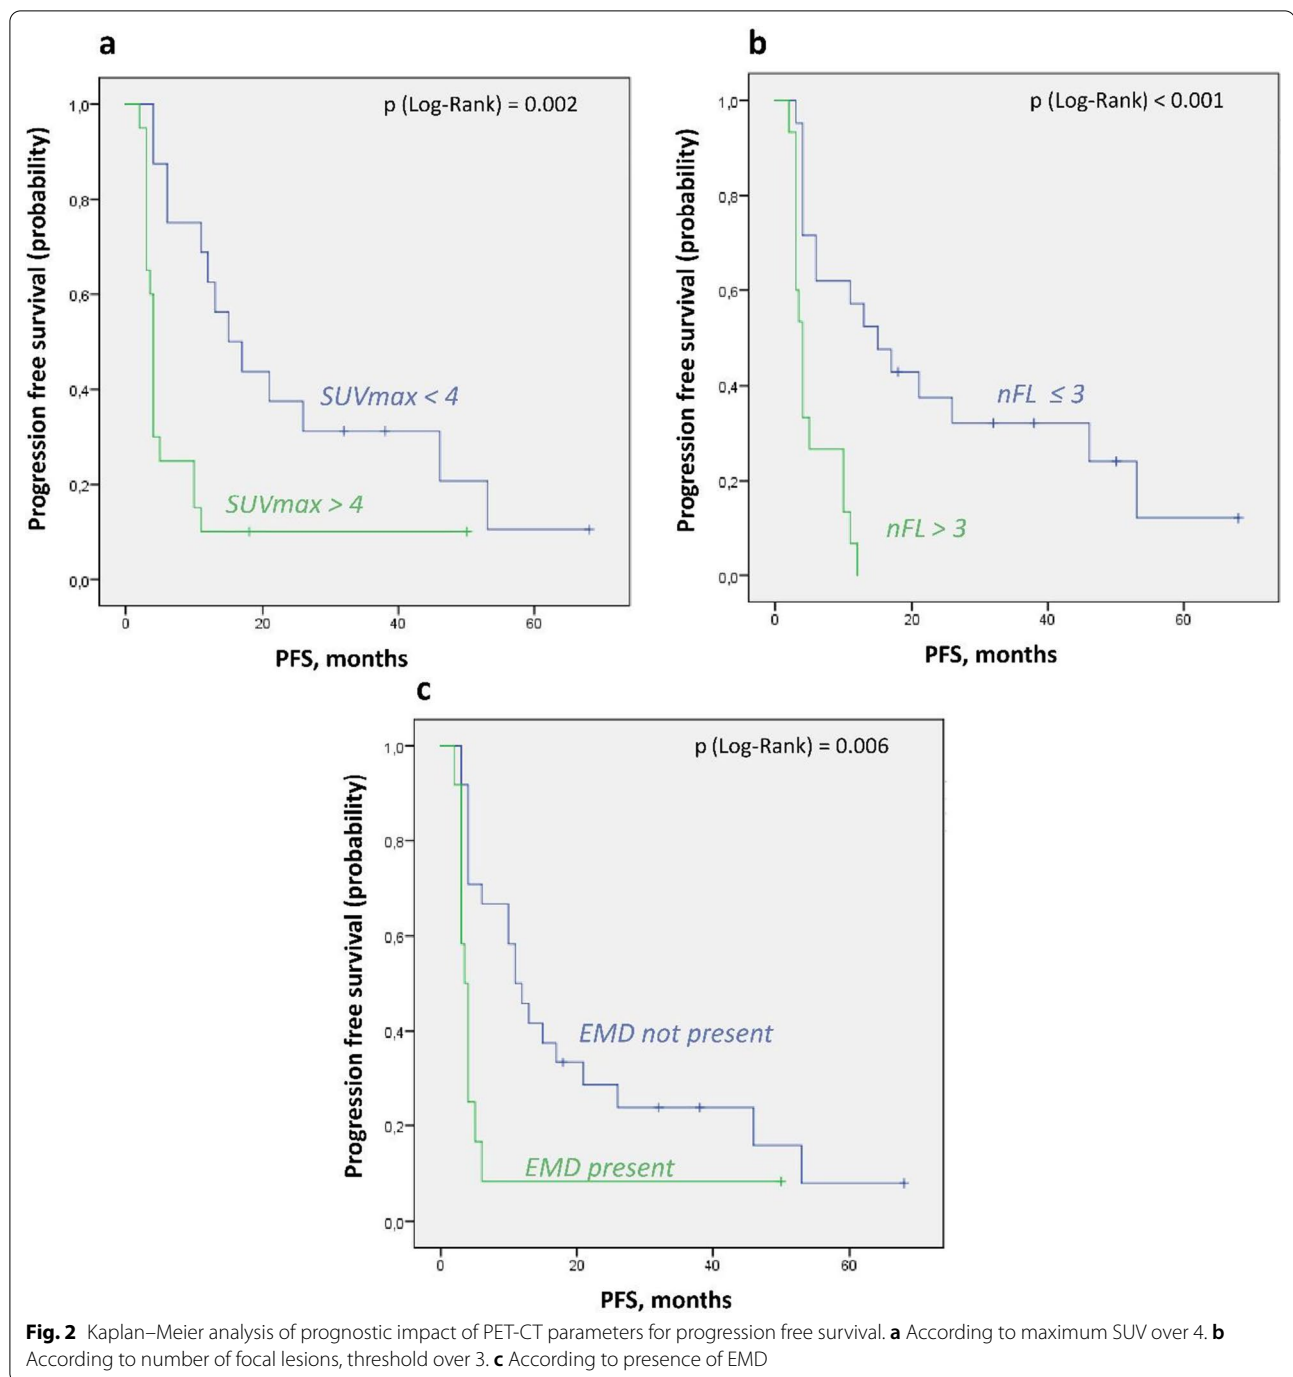 a
p (Log-Rank) = 0.002
Progression free survival (probability)
1,0
0,8
0,6
0,4
0,2
0,0
SUVmax < 4
SUVmax > 4
0 20 40 60
PFS, months
b
p (Log-Rank) < 0.001
Progression free survival (probability)
1,0
0,8
0,6
0,4
0,2
0,0
nFL ≤ 3
nFL > 3
0 20 40 60
PFS, months
c
p (Log-Rank) = 0.006
Progression free survival (probability)
1,0
0,8
0,6
0,4
0,2
0,0
EMD not present
EMD present
0 20 40 60
PFS, months
Fig. 2 Kaplan–Meier analysis of prognostic impact of PET-CT parameters for progression free survival. a According to maximum SUV over 4. b
According to number of focal lesions, threshold over 3. c According to presence of EMD